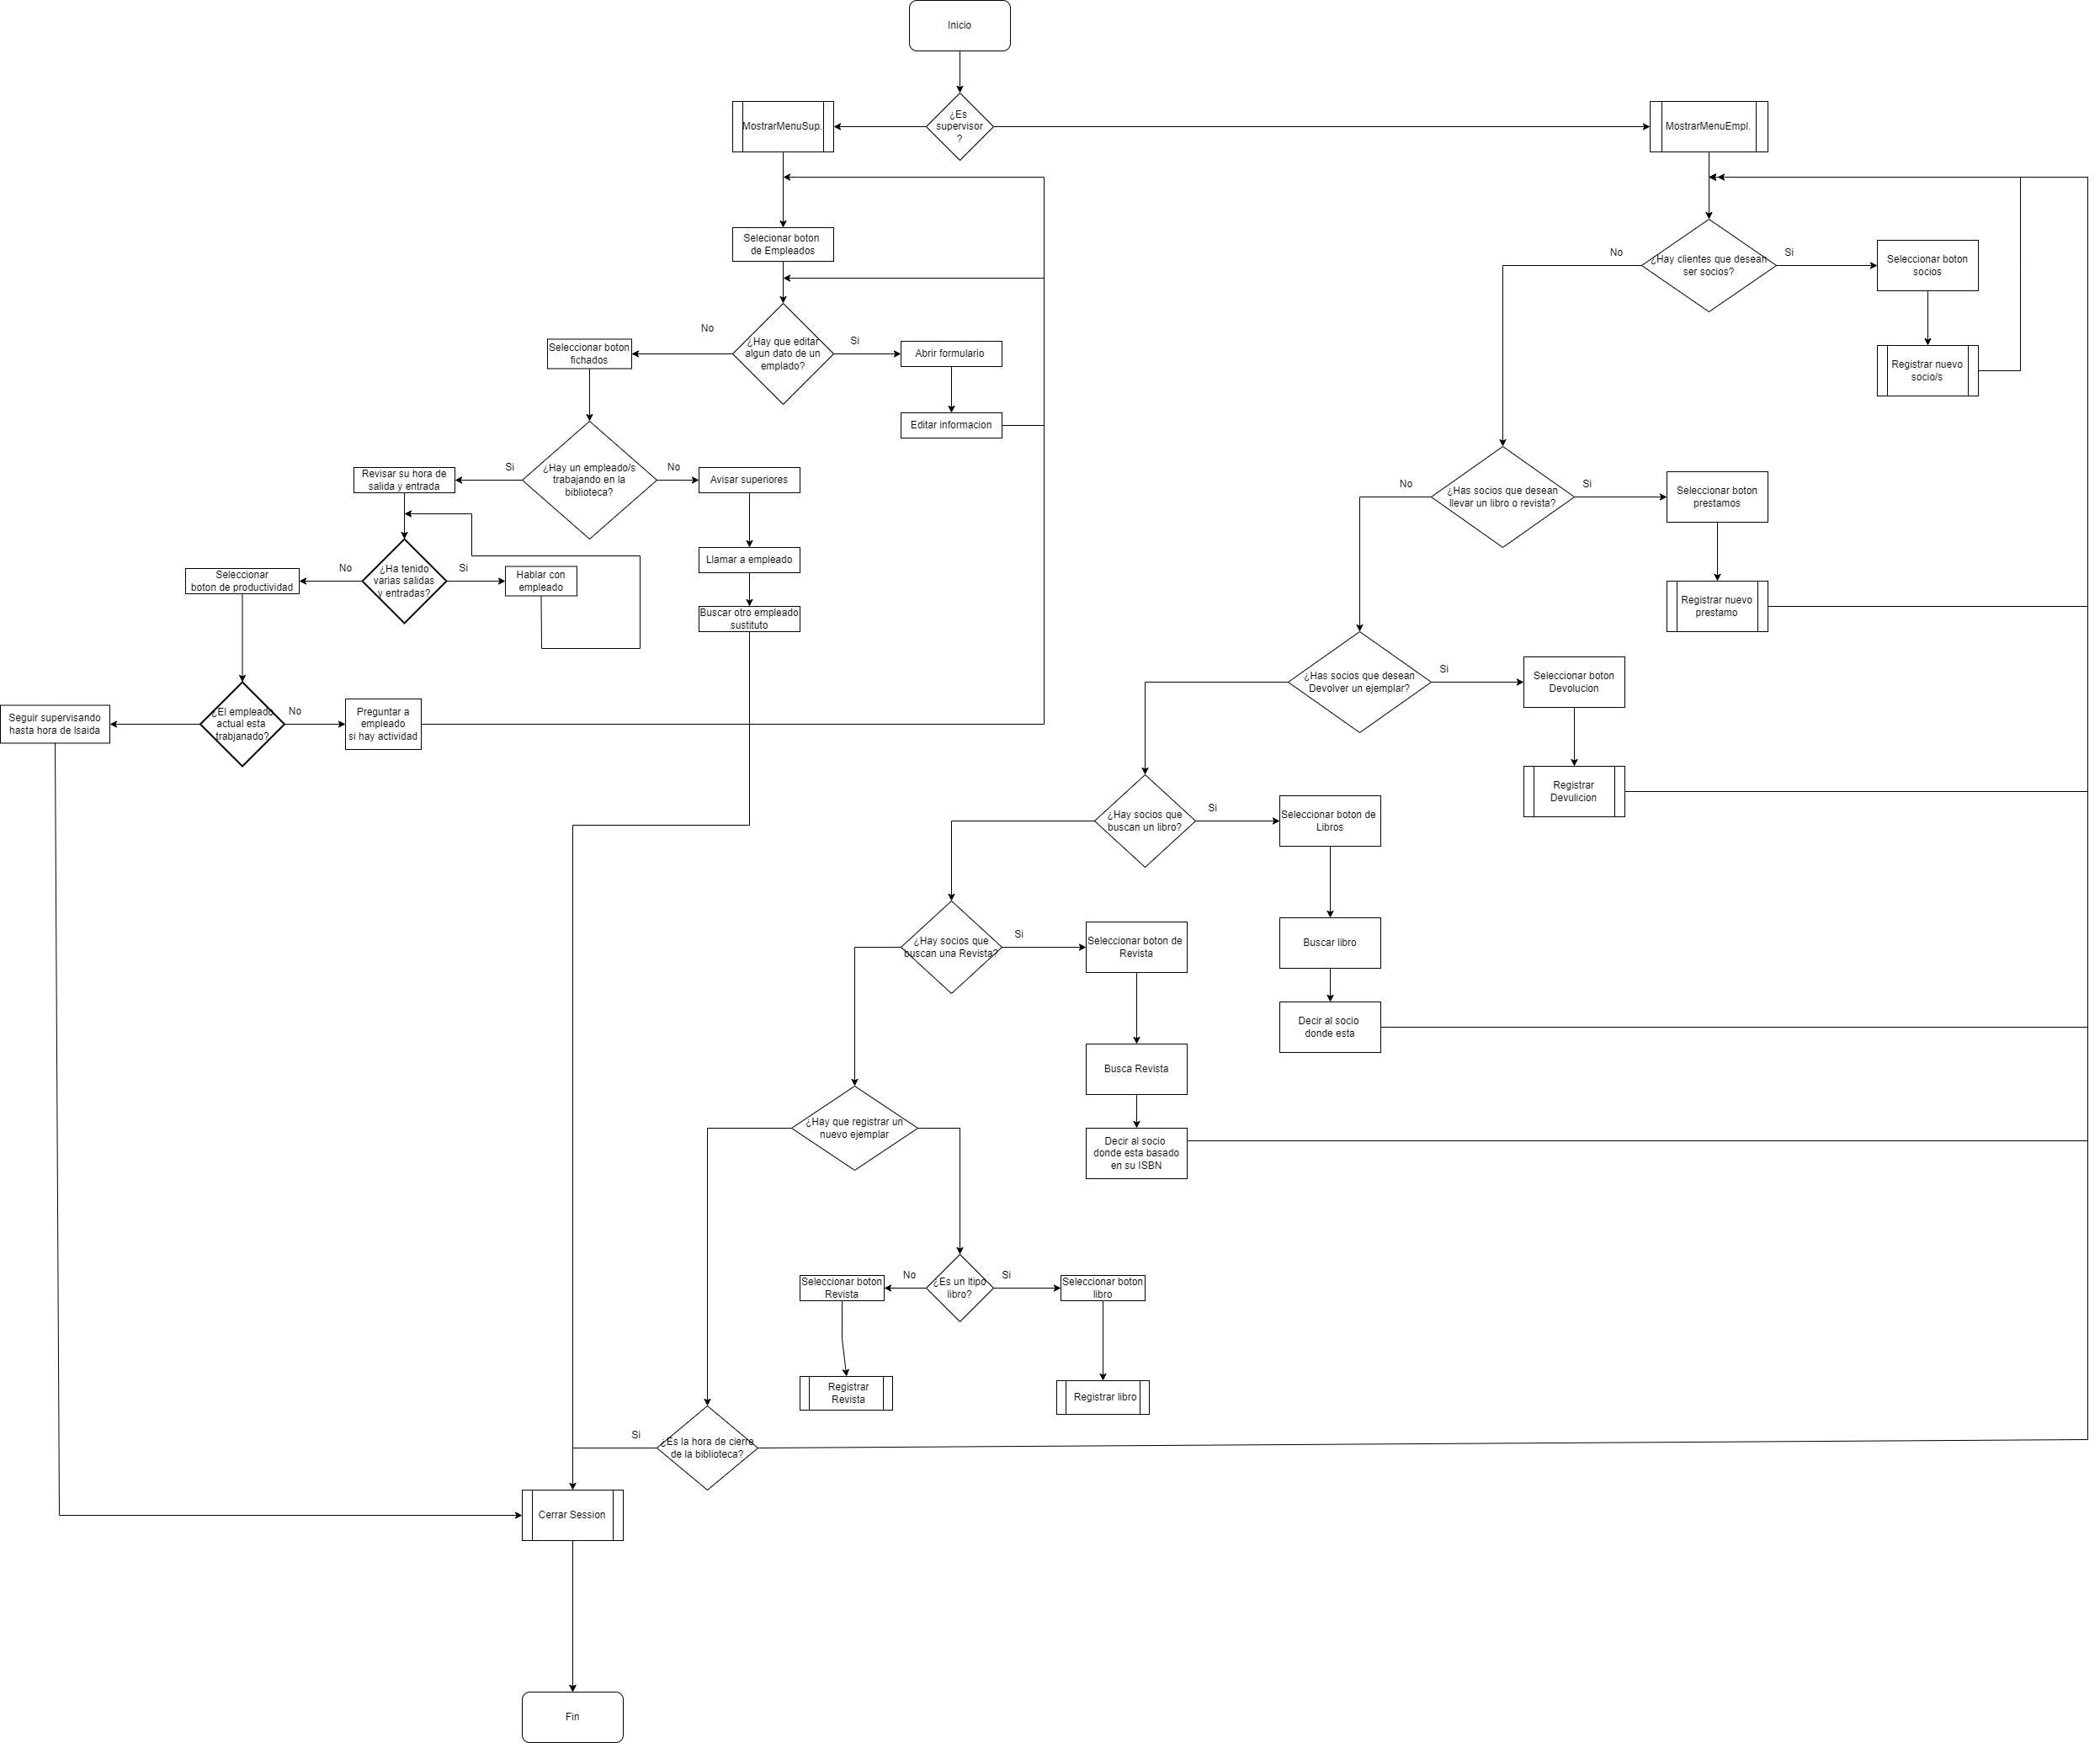 Inicio
¿Es
supervisor
?
MostrarMenuSup.
MostrarMenuEmpl.
Selecionar boton
de Empleados
No
¿Hay clientes que desean
ser socios?
Si
Seleccionar boton
socios
Registrar nuevo
socio/s
No
¿Hay que editar
algun dato de un
emplado?
Si
Seleccionar boton
fichados
Abrir formulario
Editar informacion
Si
¿Hay un empleado/s
trabajando en la
biblioteca?
No
Revisar su hora de
salida y entrada
Avisar superiores
No
¿Has socios que desean
llevar un libro o revista?
Si
Seleccionar boton
prestamos
Registrar nuevo
prestamo
No
¿Ha tenido
varias salidas
y entradas?
Si
Hablar con
empleado
Llamar a empleado
Buscar otro empleado
sustituto
Seleccionar
boton de productividad
¿Has socios que desean
Devolver un ejemplar?
Si
Seleccionar boton
Devolucion
Registrar
Devulicion
Seguir supervisando
hasta hora de lsaida
¿El empleado
actual esta
trabjanado?
No
Preguntar a
empleado
si hay actividad
¿Hay socios que
buscan un libro?
Si
Seleccionar boton de
Libros
Buscar libro
Decir al socio
donde esta
¿Hay socios que
buscan una Revista?
Si
Seleccionar boton de
Revista
Busca Revista
Decir al socio
donde esta basado
en su ISBN
¿Hay que registrar un
nuevo ejemplar
Seleccionar boton
Revista
No
¿Es un ltipo
libro?
Si
Seleccionar boton
libro
Registrar
Revista
Registrar libro
Si
¿Es la hora de cierre
de la biblioteca?
Cerrar Session
Fin